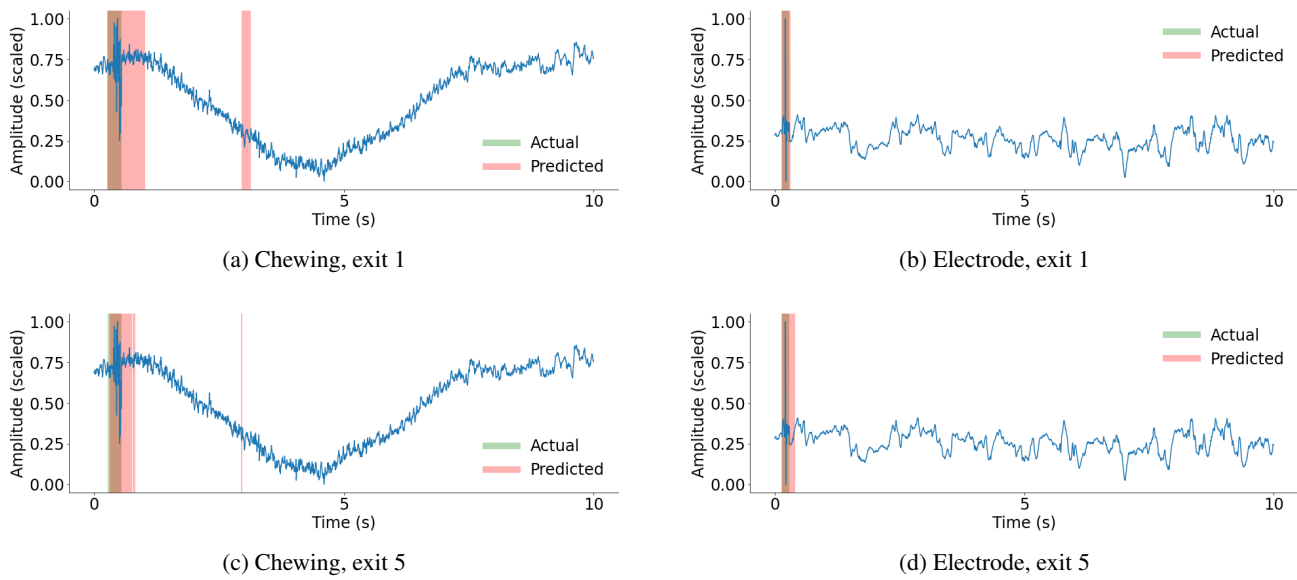 1.00
0.75
0.50
0.25
0.00
Amplitude (scaled)
Actual
Predicted
0 5 10
Time (s)
(a) Chewing, exit 1
1.00
0.75
0.50
0.25
0.00
Amplitude (scaled)
Actual
Predicted
0 5 10
Time (s)
(b) Electrode, exit 1
1.00
0.75
0.50
0.25
0.00
Amplitude (scaled)
Actual
Predicted
0 5 10
Time (s)
(c) Chewing, exit 5
1.00
0.75
0.50
0.25
0.00
Amplitude (scaled)
Actual
Predicted
0 5 10
Time (s)
(d) Electrode, exit 5